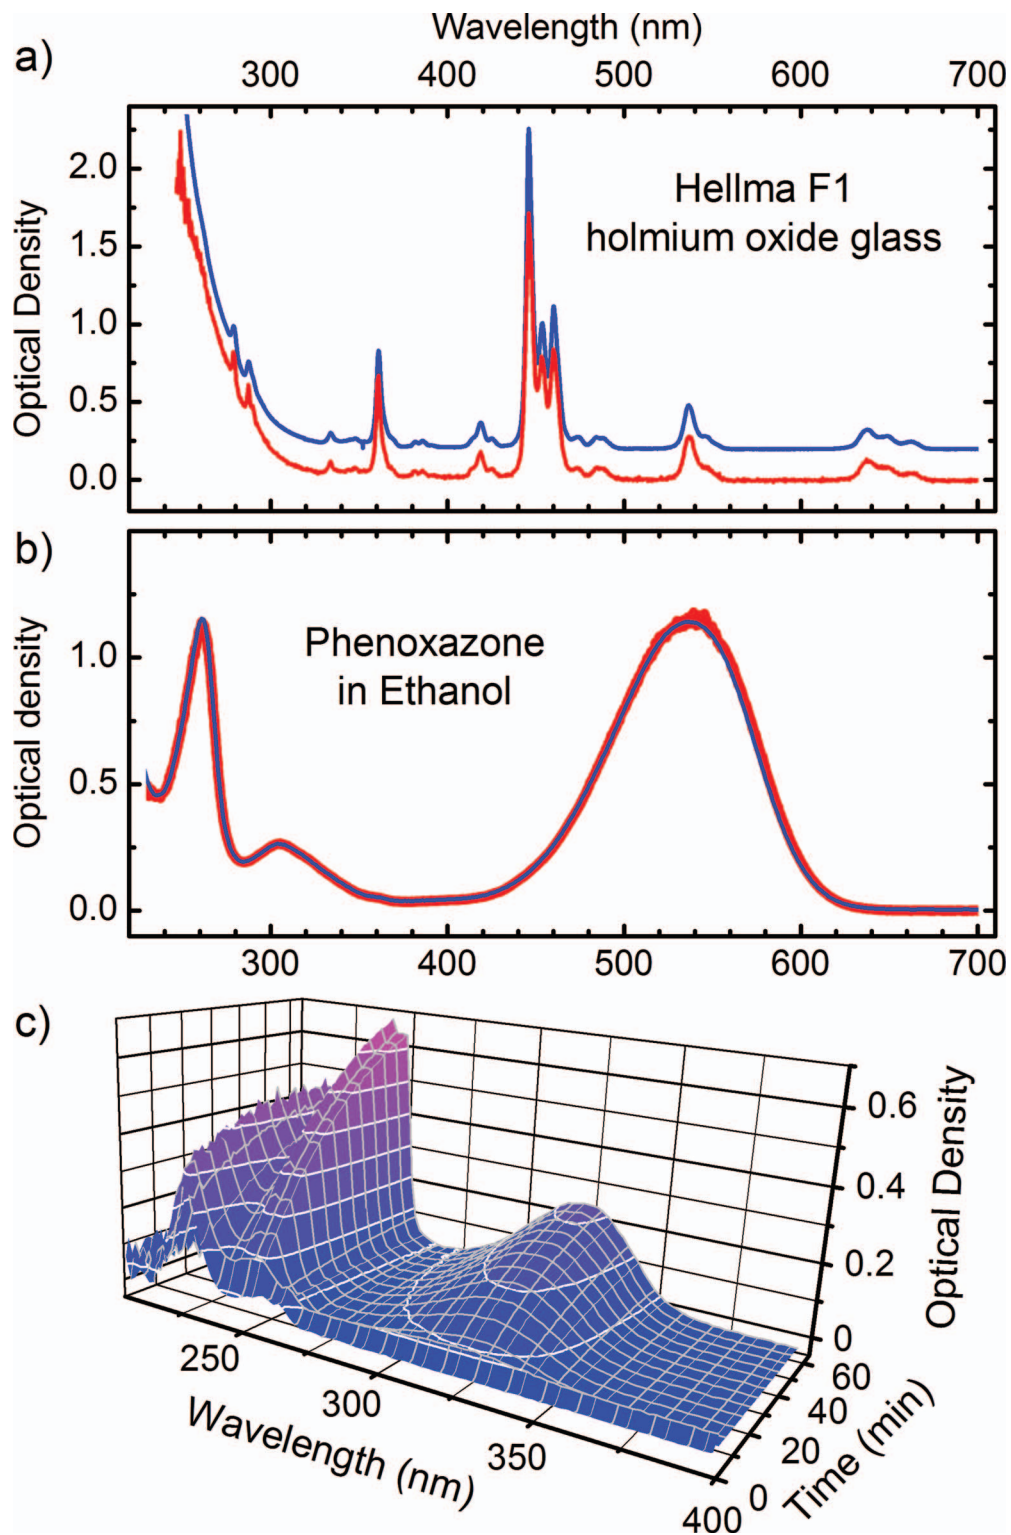 Wavelength (nm)
a)
300 400 500 600 700
2.0
1.5
1.0
0.5
0.0
Optical Density
Hellma F1
holmium oxide glass
b)
1.0
0.5
0.0
Optical density
Phenoxazone
in Ethanol
300 400 500 600 700
c)
0.6
0.4
0.2
0
Optical Density
250
300
350
400
Wavelength (nm)
60
40
20
0
Time (min)